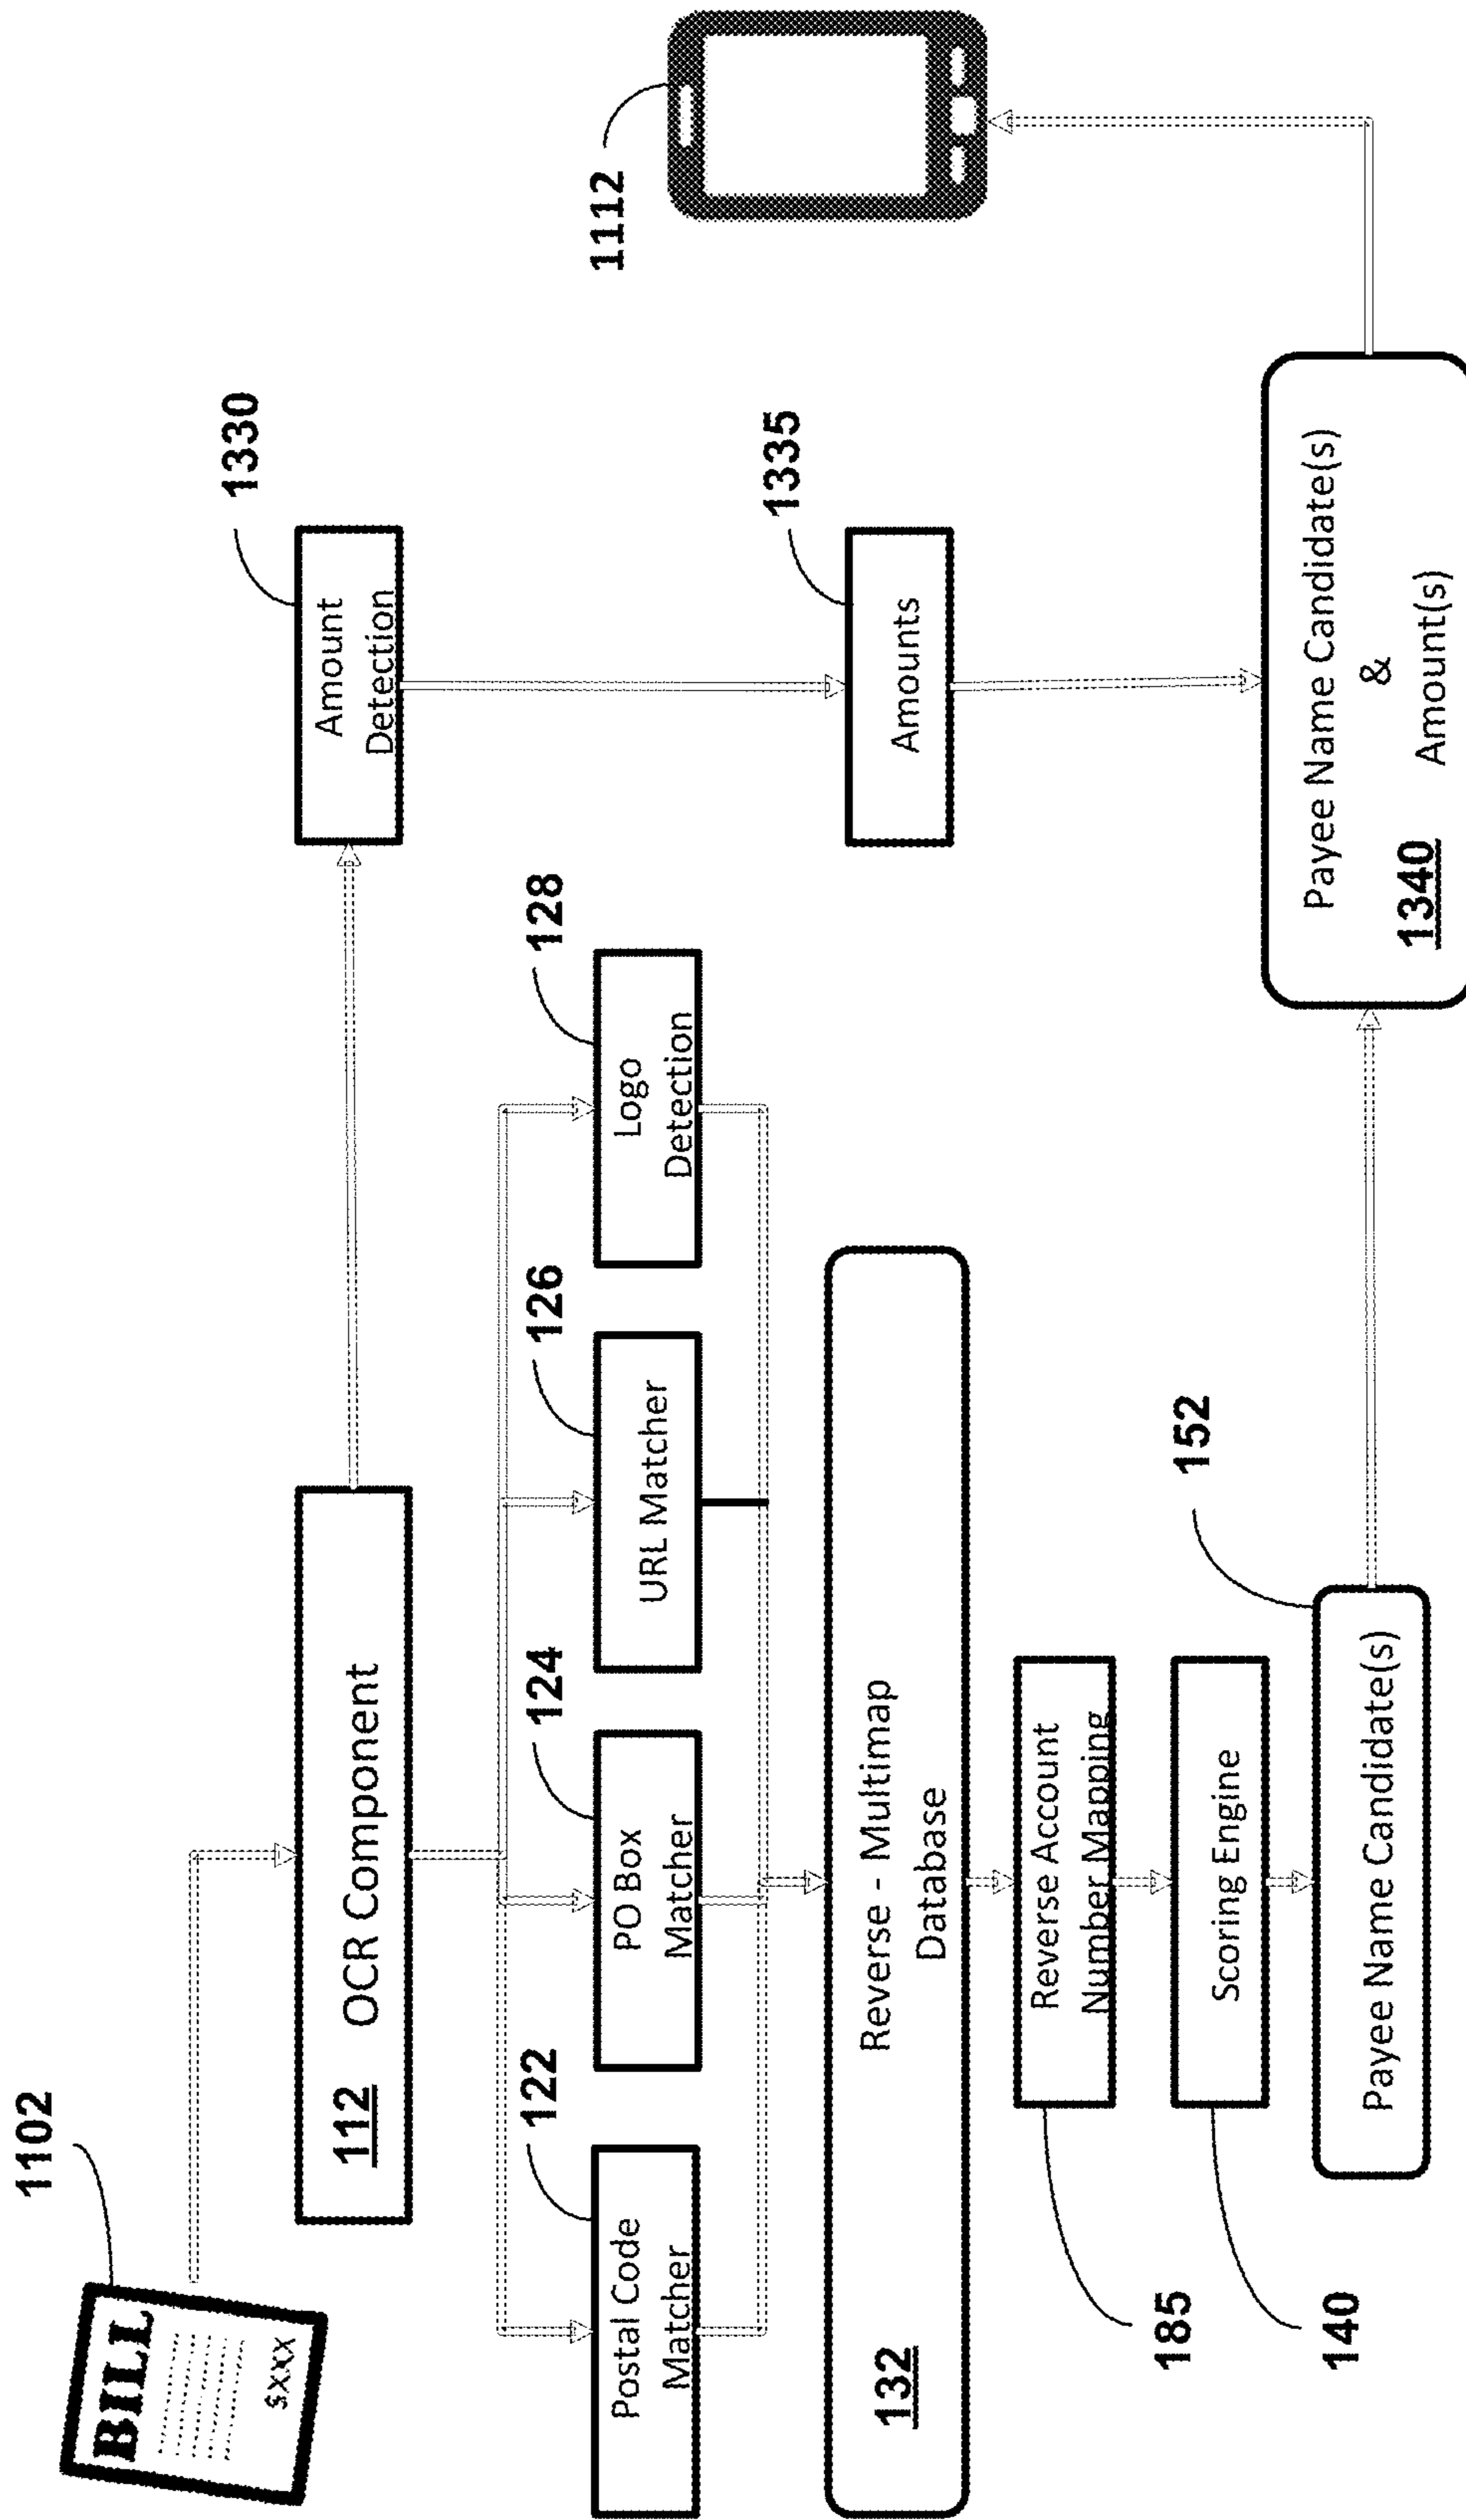 1102
BILL
$XXX
112 OCR Component
1330
Amount
Detection
122
Postal Code
Matcher
124
PO Box
Matcher
126
URL Matcher
128
Logo
Detection
1112
132
Reverse - Multimap
Database
1335
Amounts
185
Reverse Account
Number Mapping
140
Scoring Engine
152
Payee Name Candidate(s)
Payee Name Candidate(s)
&
1340 Amount(s)